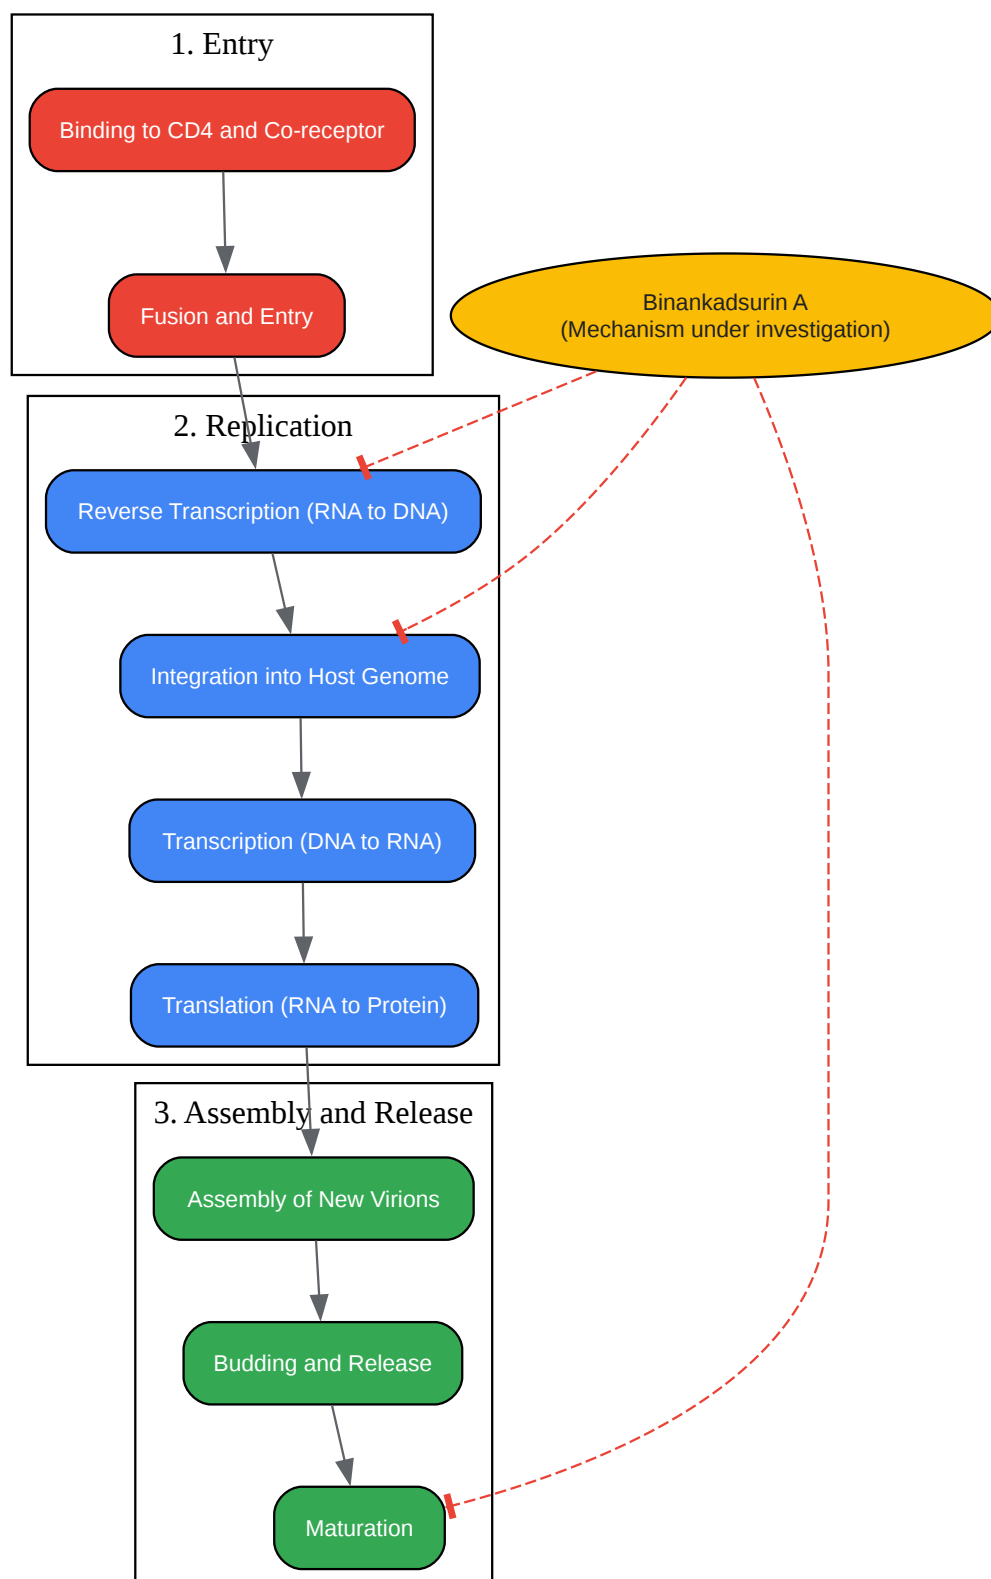 1. Entry
Binding to CD4 and Co-receptor
Fusion and Entry
Binankadsurin A
(Mechanism under investigation)
2. Replication
Reverse Transcription (RNA to DNA)
Integration into Host Genome
Transcription (DNA to RNA)
Translation (RNA to Protein)
3. Assembly and Release
Assembly of New Virions
Budding and Release
Maturation